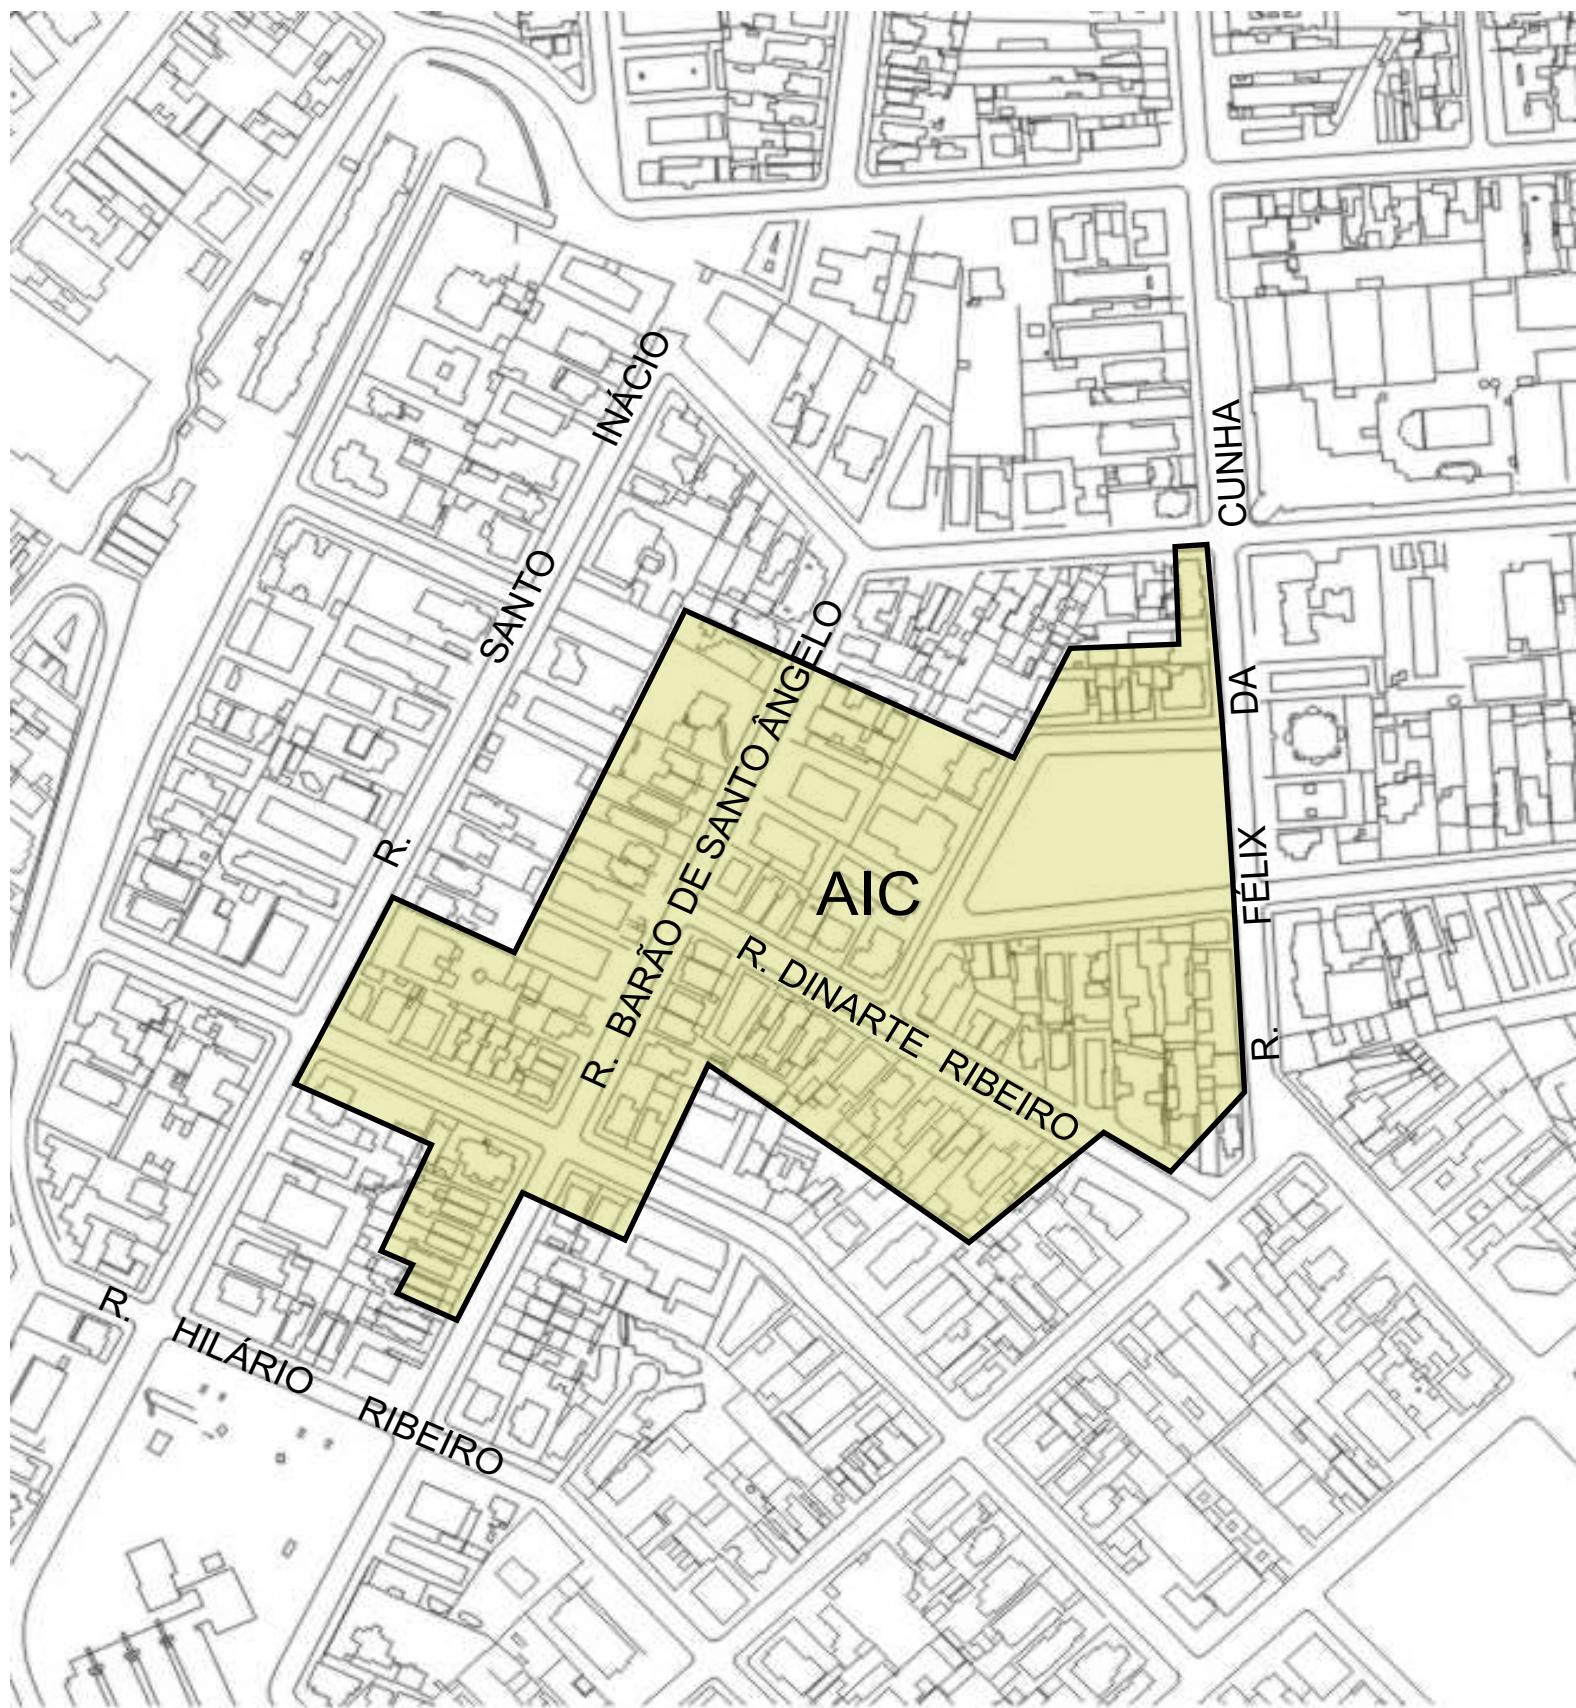 R. SANTO INÁCIO
R. BARÃO DE SANTO ÂNGELO
R. FÉLIX DA CUNHA
AIC
R. DINARTE RIBEIRO
R. HILÁRIO RIBEIRO